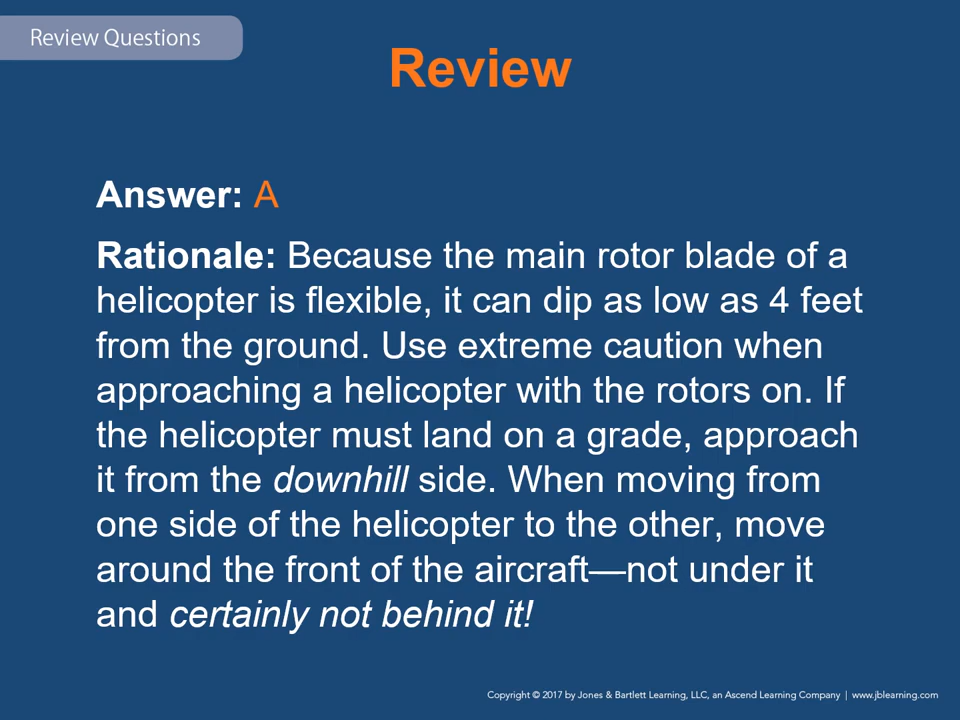 Review Questions
Review
Answer: A
Rationale: Because the main rotor blade of a
helicopter is flexible, it can dip as low as 4 feet
from the ground. Use extreme caution when
approaching a helicopter with the rotors on. If
the helicopter must land on a grade, approach
it from the downhill side. When moving from
one side of the helicopter to the other, move
around the front of the aircraft—not under it
and certainly not behind it!
Copyright © 2017 by Jones & Bartlett Learning, LLC, an Ascend Learning Company | www.jblearning.com